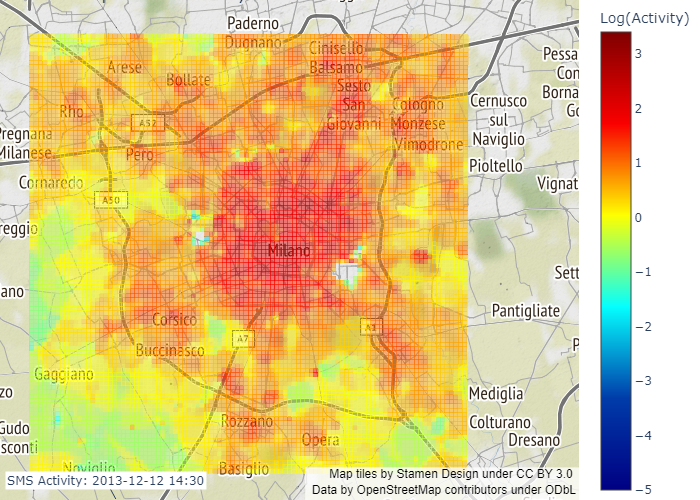 Log(Activity)
3
2
1
0
−1
−2
−3
−4
−5
Paderno
Dugnano
Cinisello
Balsamo
Arese
Bollate
Sesto
San
Giovanni
Rho
A52
Cologno
Monzese
Vimodrone
Pessa
Con
Borna
Go
Cernusco
sul
Naviglio
Pregnana
Milanese
Pero
Pioltello
Cornaredo
A50
Vignat
reggio
Milano
Sett
ano
Pantigliate
Corsico
A7
A1
Buccinasco
P
Gaggiano
zo
Mediglia
Gudo
sconti
Rozzano
Colturano
Dresano
Opera
Noviglio
Basiglio
SMS Activity: 2013-12-12 14:30
Map tiles by Stamen Design under CC BY 3.0
Data by OpenStreetMap contributors under ODbL